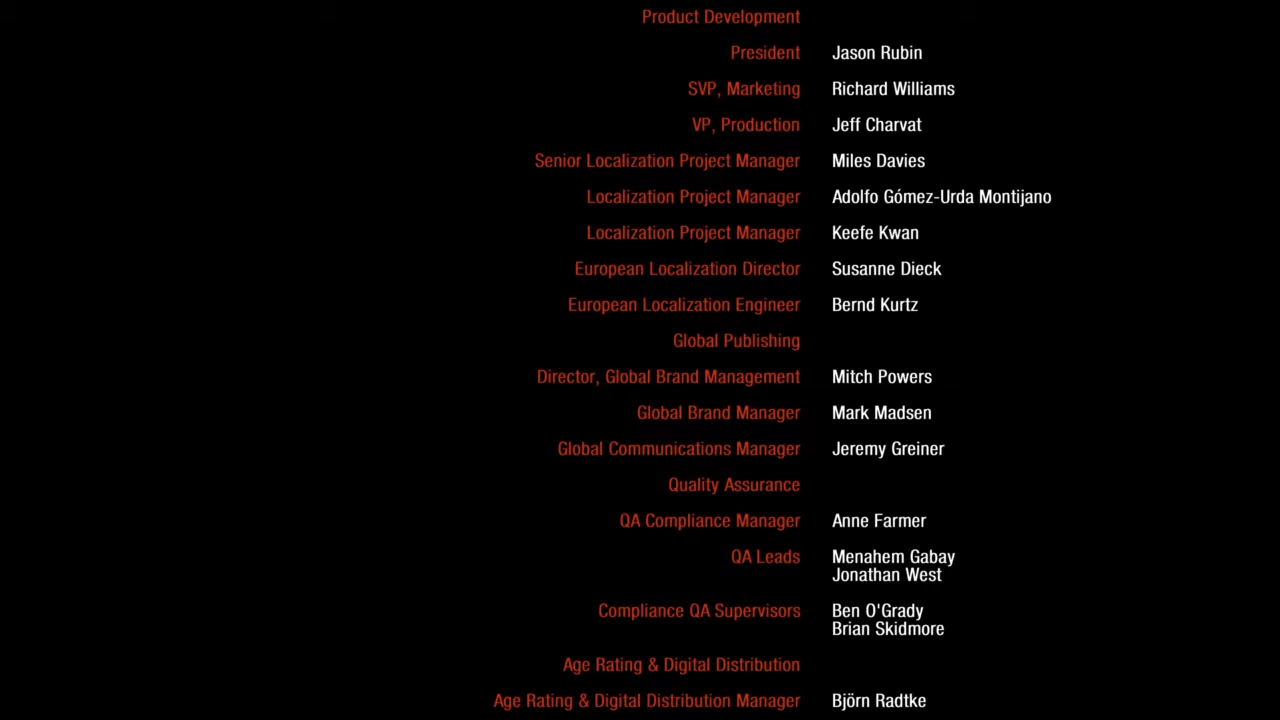 Product Development
President Jason Rubin
SVP, Marketing Richard Williams
VP, Production Jeff Charvat
Senior Localization Project Manager Miles Davies
Localization Project Manager Adolfo Gómez-Urda Montijano
Localization Project Manager Keefe Kwan
European Localization Director Susanne Dieck
European Localization Engineer Bernd Kurtz
Global Publishing
Director, Global Brand Management Mitch Powers
Global Brand Manager Mark Madsen
Global Communications Manager Jeremy Greiner
Quality Assurance
QA Compliance Manager Anne Farmer
QA Leads Menahem Gabay
Jonathan West
Compliance QA Supervisors Ben O'Grady
Brian Skidmore
Age Rating & Digital Distribution
Age Rating & Digital Distribution Manager Björn Radtke